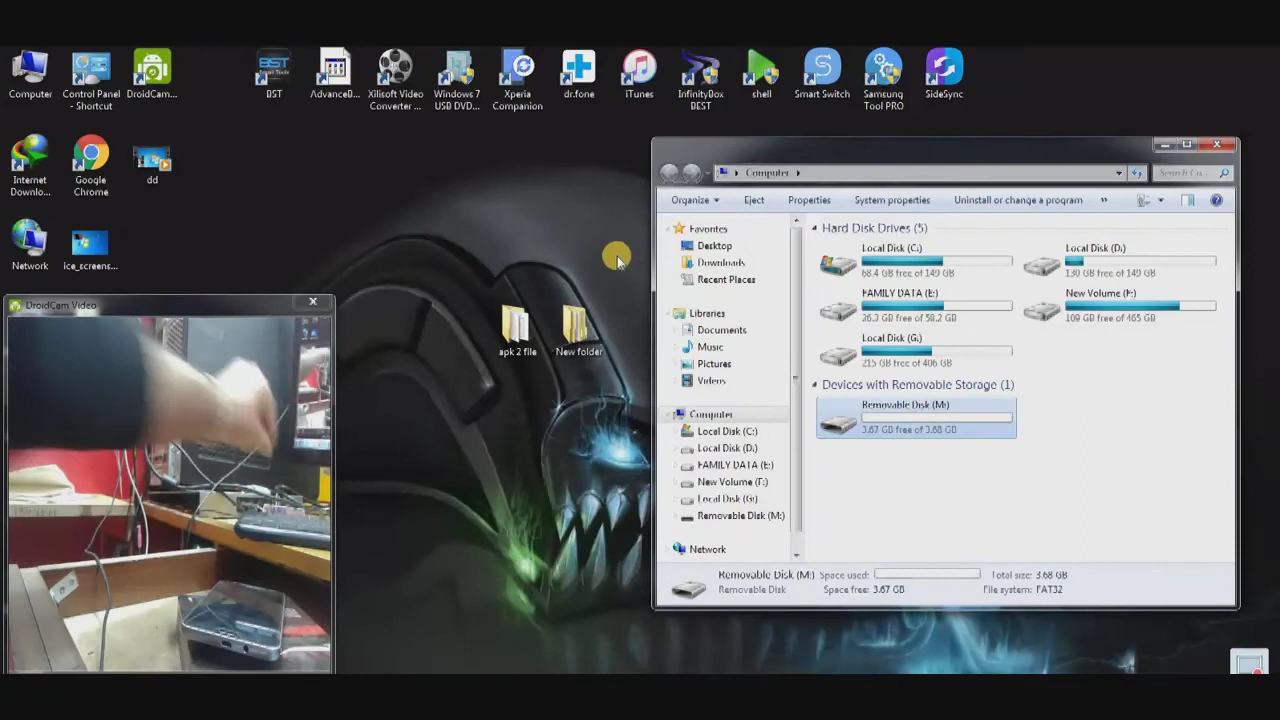 Computer
Control Panel
- Shortcut
DroidCam...
BST
AdvanceB...
Xilisoft Video
Converter ...
Windows 7
USB DVD...
Xperia
Companion
dr.fone
iTunes
InfinityBox
BEST
shell
Smart Switch
Samsung
Tool PRO
SideSync
Internet
Downlo...
Google
Chrome
dd
Network
ice_screens...
apk 2 file
New folder
DroidCam Video
Computer
Organize
Eject
Properties
System properties
Uninstall or change a program
»
Favorites
Desktop
Downloads
Recent Places
Libraries
Documents
Music
Pictures
Videos
Computer
Local Disk (C:)
Local Disk (D:)
FAMILY DATA (E:)
New Volume (F:)
Local Disk (G:)
Removable Disk (M:)
Network
Hard Disk Drives (5)
Local Disk (C:)
68.4 GB free of 149 GB
Local Disk (D:)
130 GB free of 149 GB
FAMILY DATA (E:)
26.3 GB free of 58.2 GB
New Volume (F:)
109 GB free of 465 GB
Local Disk (G:)
215 GB free of 406 GB
Devices with Removable Storage (1)
Removable Disk (M:)
3.67 GB free of 3.68 GB
Removable Disk (M:) Space used: Total size: 3.68 GB
Removable Disk Space free: 3.67 GB File system: FAT32